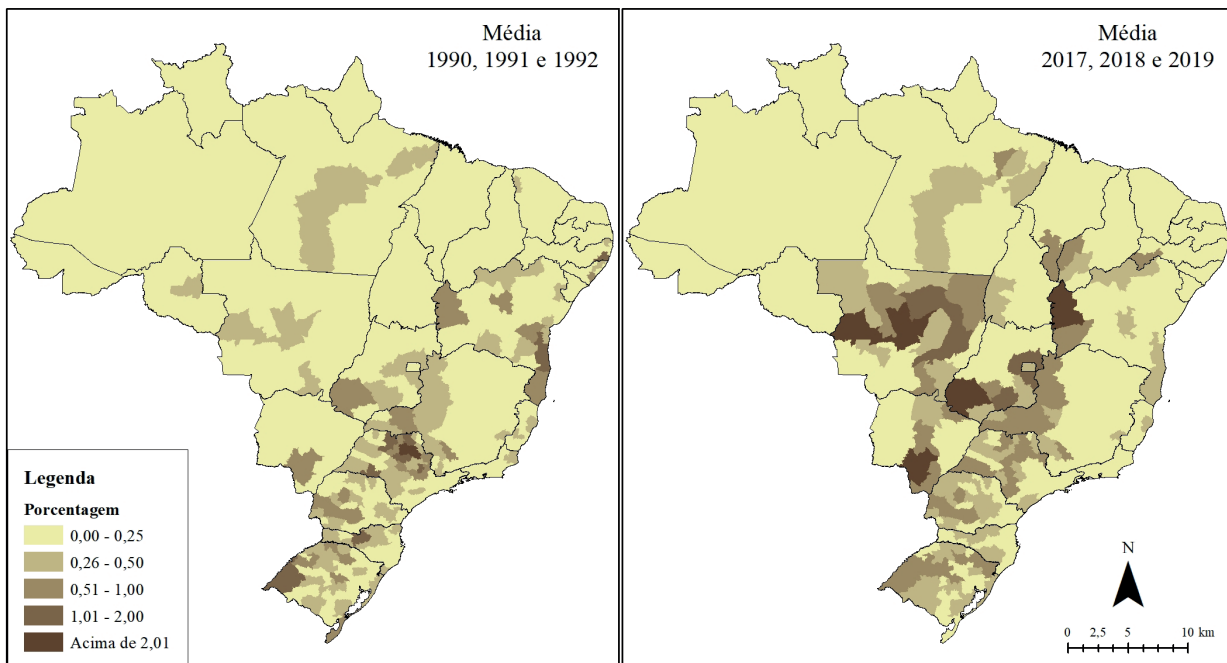 Média
1990, 1991 e 1992
Média
2017, 2018 e 2019
Legenda
Porcentagem
0,00 - 0,25
0,26 - 0,50
0,51 - 1,00
1,01 - 2,00
Acima de 2,01
N
0 2,5 5 10 km